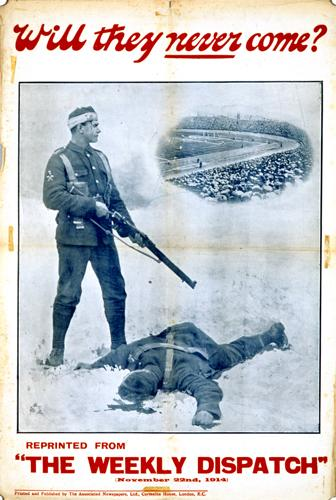 Will they never come?
REPRINTED FROM
"THE WEEKLY DISPATCH"
(November 22nd, 1914)
Printed and Published by The Associated Newspapers, Ltd., Carmelite House, London, E.C.